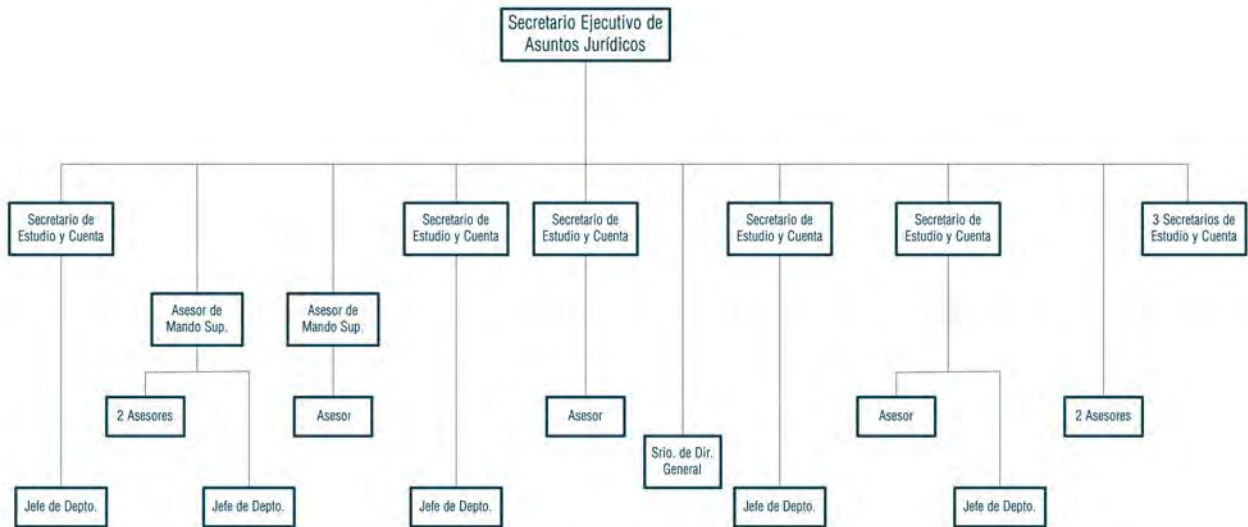 Secretario Ejecutivo de
Asuntos Jurídicos
Secretario de
Estudio y Cuenta
Secretario de
Estudio y Cuenta
Secretario de
Estudio y Cuenta
Secretario de
Estudio y Cuenta
Secretario de
Estudio y Cuenta
3 Secretarios de
Estudio y Cuenta
Asesor de
Mando Sup.
Asesor de
Mando Sup.
2 Asesores
Asesor
Asesor
Asesor
2 Asesores
Srio. de Dir.
General
Jefe de Depto.
Jefe de Depto.
Jefe de Depto.
Jefe de Depto.
Jefe de Depto.